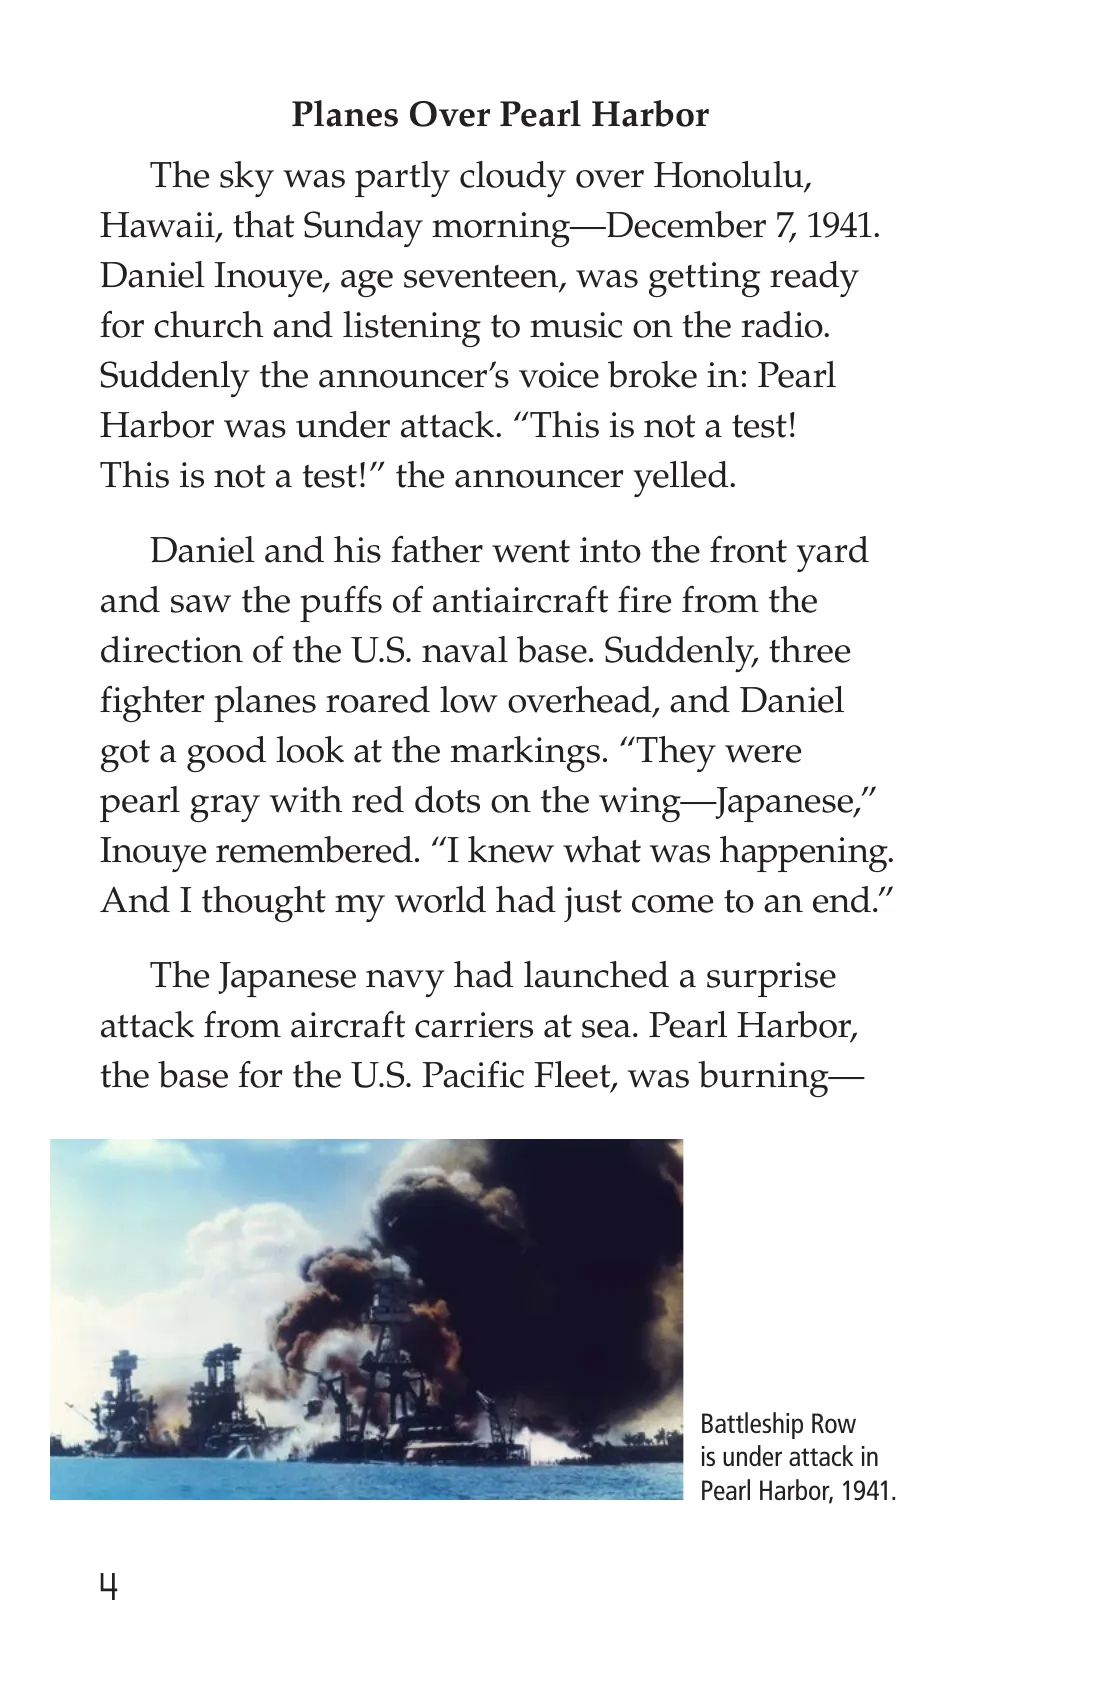 Planes Over Pearl Harbor
The sky was partly cloudy over Honolulu,
Hawaii, that Sunday morning—December 7, 1941.
Daniel Inouye, age seventeen, was getting ready
for church and listening to music on the radio.
Suddenly the announcer’s voice broke in: Pearl
Harbor was under attack. “This is not a test!
This is not a test!” the announcer yelled.
Daniel and his father went into the front yard
and saw the puffs of antiaircraft fire from the
direction of the U.S. naval base. Suddenly, three
fighter planes roared low overhead, and Daniel
got a good look at the markings. “They were
pearl gray with red dots on the wing—Japanese,”
Inouye remembered. “I knew what was happening.
And I thought my world had just come to an end.”
The Japanese navy had launched a surprise
attack from aircraft carriers at sea. Pearl Harbor,
the base for the U.S. Pacific Fleet, was burning—
Battleship Row
is under attack in
Pearl Harbor, 1941.
4